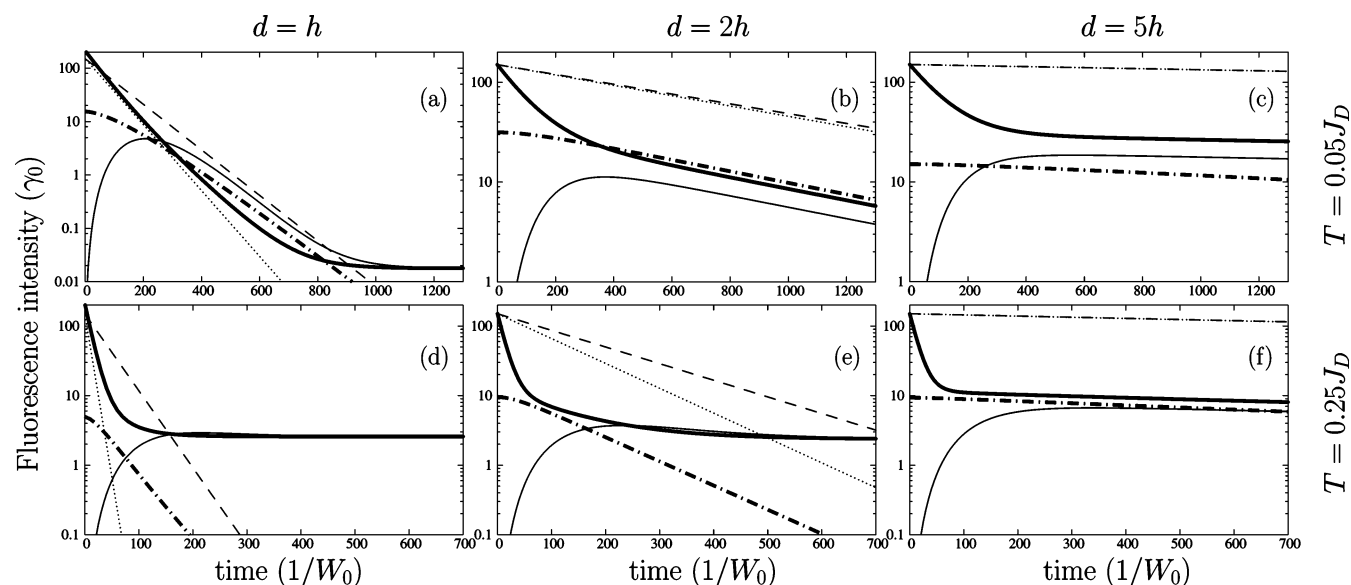 d = h
d = 2h
d = 5h
Fluorescence intensity (γ₀)
100
10
1
0.1
0.01
0 200 400 600 800 1000 1200
(a)
100
10
1
0 200 400 600 800 1000 1200
(b)
100
10
1
0 200 400 600 800 1000 1200
(c)
T = 0.05J_D
100
10
1
0.1
0 100 200 300 400 500 600 700
(d)
100
10
1
0.1
0 100 200 300 400 500 600 700
(e)
100
10
1
0.1
0 100 200 300 400 500 600 700
(f)
T = 0.25J_D
time (1/W₀)
time (1/W₀)
time (1/W₀)